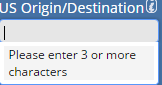 US Origin/Destination
Please enter 3 or more
characters